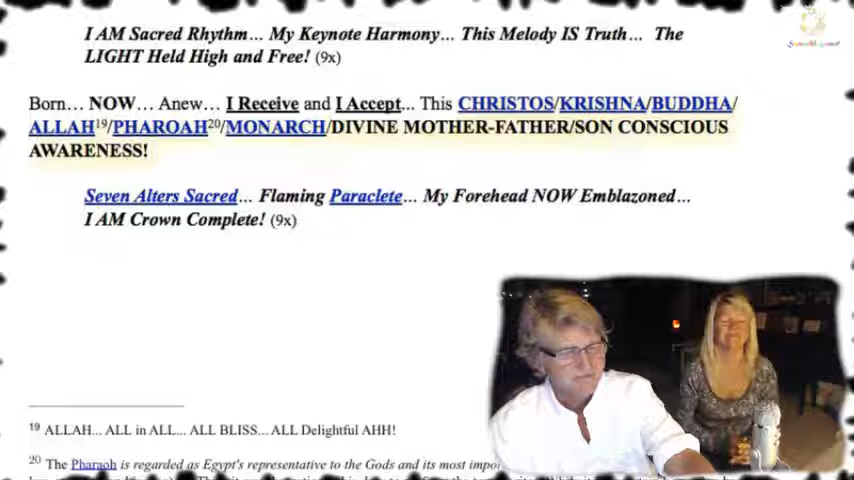 I AM Sacred Rhythm… My Keynote Harmony… This Melody IS Truth… The
LIGHT Held High and Free! (9x)
Born… NOW… Anew… I Receive and I Accept... This CHRISTOS/KRISHNA/BUDDHA/
ALLAH19/PHAROAH20/MONARCH/DIVINE MOTHER-FATHER/SON CONSCIOUS
AWARENESS!
Seven Alters Sacred… Flaming Paraclete… My Forehead NOW Emblazoned…
I AM Crown Complete! (9x)
19 ALLAH... ALL in ALL... ALL BLISS... ALL Delightful AHH!
20 The Pharaoh is regarded as Egypt's representative to the Gods and its most